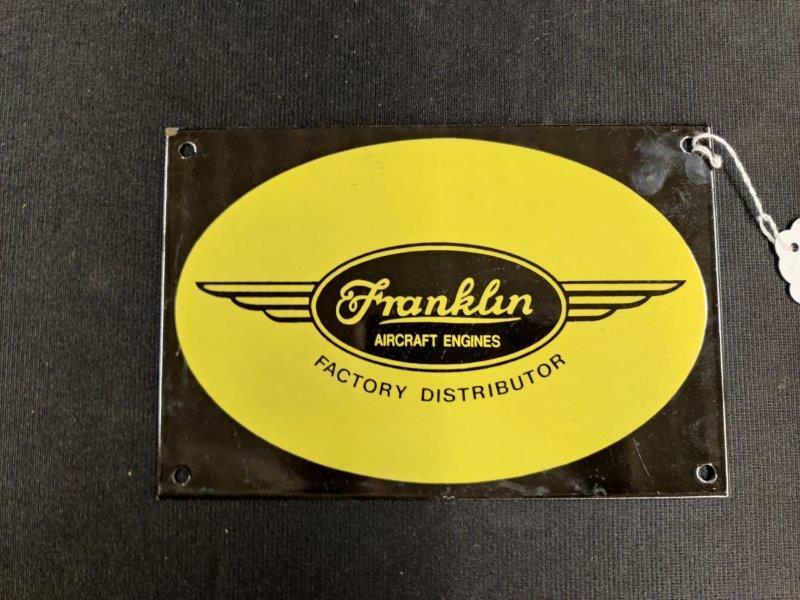 Franklin
AIRCRAFT ENGINES
FACTORY DISTRIBUTOR